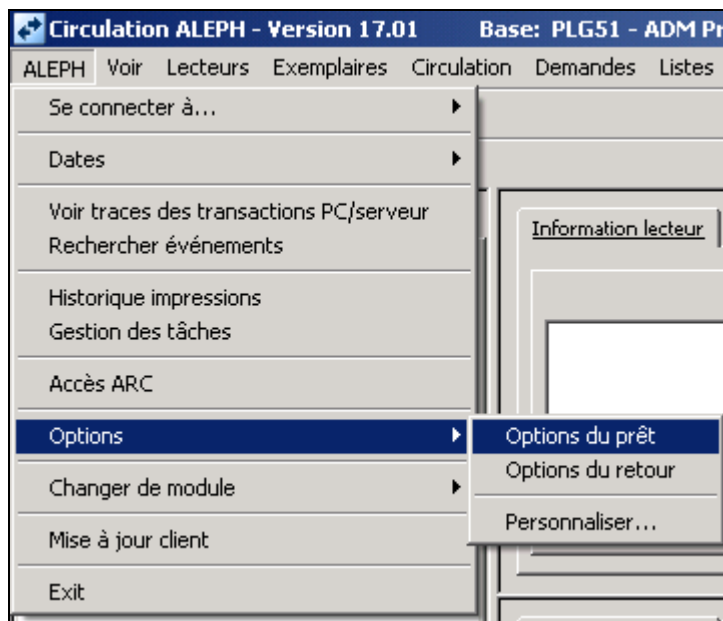 Circulation ALEPH - Version 17.01 Base: PLG51 - ADM Pr
ALEPH Voir Lecteurs Exemplaires Circulation Demandes Listes
Se connecter à...
Dates
Voir traces des transactions PC/serveur
Rechercher événements
Information lecteur
Historique impressions
Gestion des tâches
Accès ARC
Options
Options du prêt
Options du retour
Personnaliser...
Changer de module
Mise à jour client
Exit